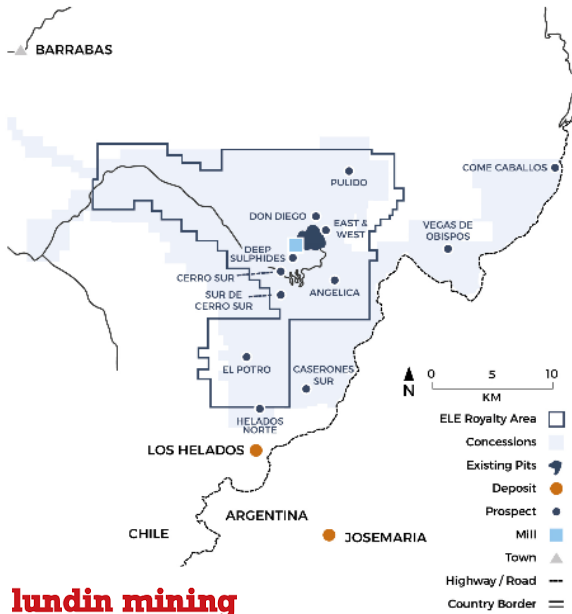 BARRABAS
COME CABALLOS
PULIDO
DON DIEGO
EAST &
WEST
VEGAS DE
OBISPOS
DEEP
SULPHIDES
CERRO SUR
ANGELICA
SUR DE
CERRO SUR
EL POTRO
CASERONES
SUR
HELADOS
NORTE
LOS HELADOS
ARGENTINA
CHILE
JOSEMARIA
N
0 5 10
KM
ELE Royalty Area
Concessions
Existing Pits
Deposit
Prospect
Mill
Town
Highway / Road
Country Border
lundin mining